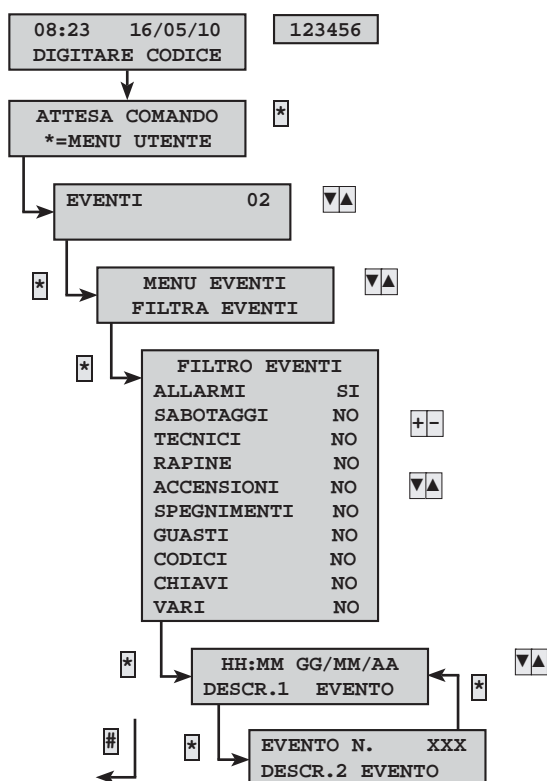 08:23 16/05/10 123456
DIGITARE CODICE
ATTESA COMANDO *
*=MENU UTENTE
EVENTI 02 ▼▲
* MENU EVENTI ▼▲
FILTRA EVENTI
* FILTRO EVENTI
ALLARMI SI
SABOTAGGI NO + -
TECNICI NO
RAPINE NO
ACCENSIONI NO ▼▲
SPEGNIMENTI NO
GUASTI NO
CODICI NO
CHIAVI NO
VARI NO
* HH:MM GG/MM/AA ▼▲
DESCR.1 EVENTO *
# * EVENTO N. XXX
DESCR.2 EVENTO